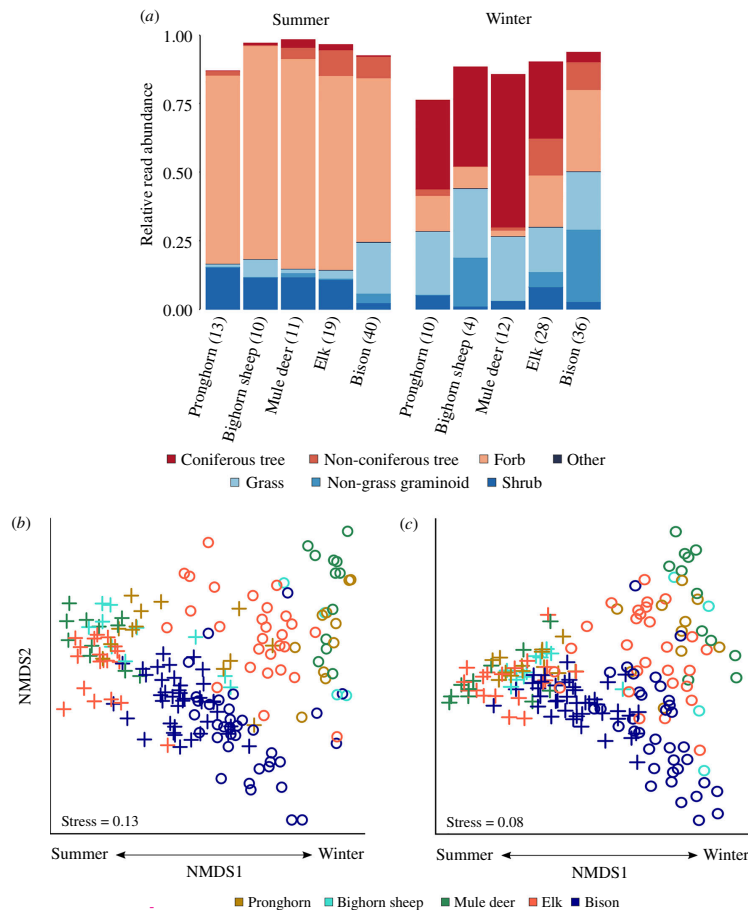 (a)
Summer
Winter
1.00
0.75
0.50
0.25
0.00
Relative read abundance
Pronghorn (13)
Bighorn sheep (10)
Mule deer (11)
Elk (19)
Bison (40)
Pronghorn (10)
Bighorn sheep (4)
Mule deer (12)
Elk (28)
Bison (36)
Coniferous tree Non-coniferous tree Forb Other
Grass Non-grass graminoid Shrub
(b)
(c)
NMDS2
Stress = 0.13
Stress = 0.08
Summer Winter
Summer Winter
NMDS1
NMDS1
Pronghorn Bighorn sheep Mule deer Elk Bison